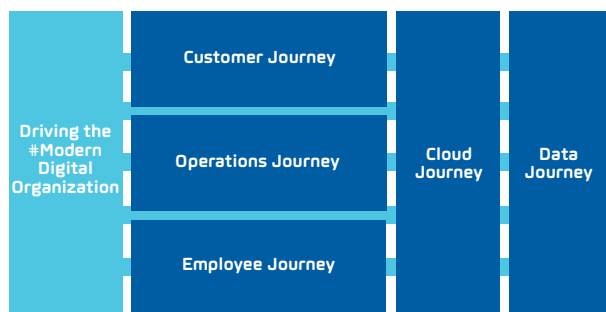 Driving the
#Modern
Digital
Organization
Customer Journey
Operations Journey
Employee Journey
Cloud
Journey
Data
Journey